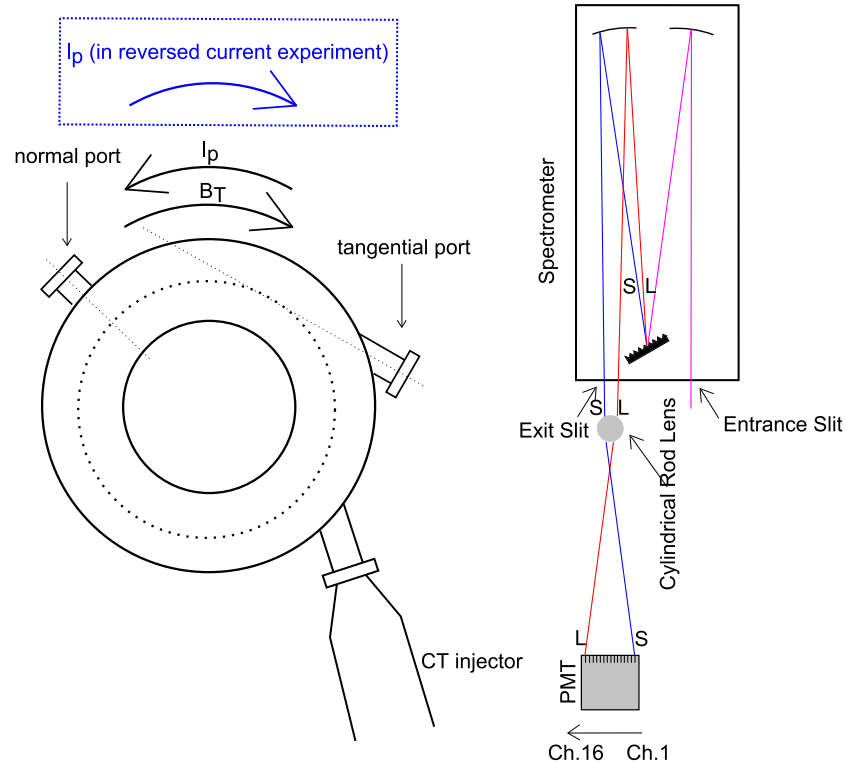 Ip (in reversed current experiment)
normal port
Ip
BT
tangential port
CT injector
Spectrometer
S L
S L
Exit Slit
Entrance Slit
Cylindrical Rod Lens
L S
PMT
Ch.16 Ch.1